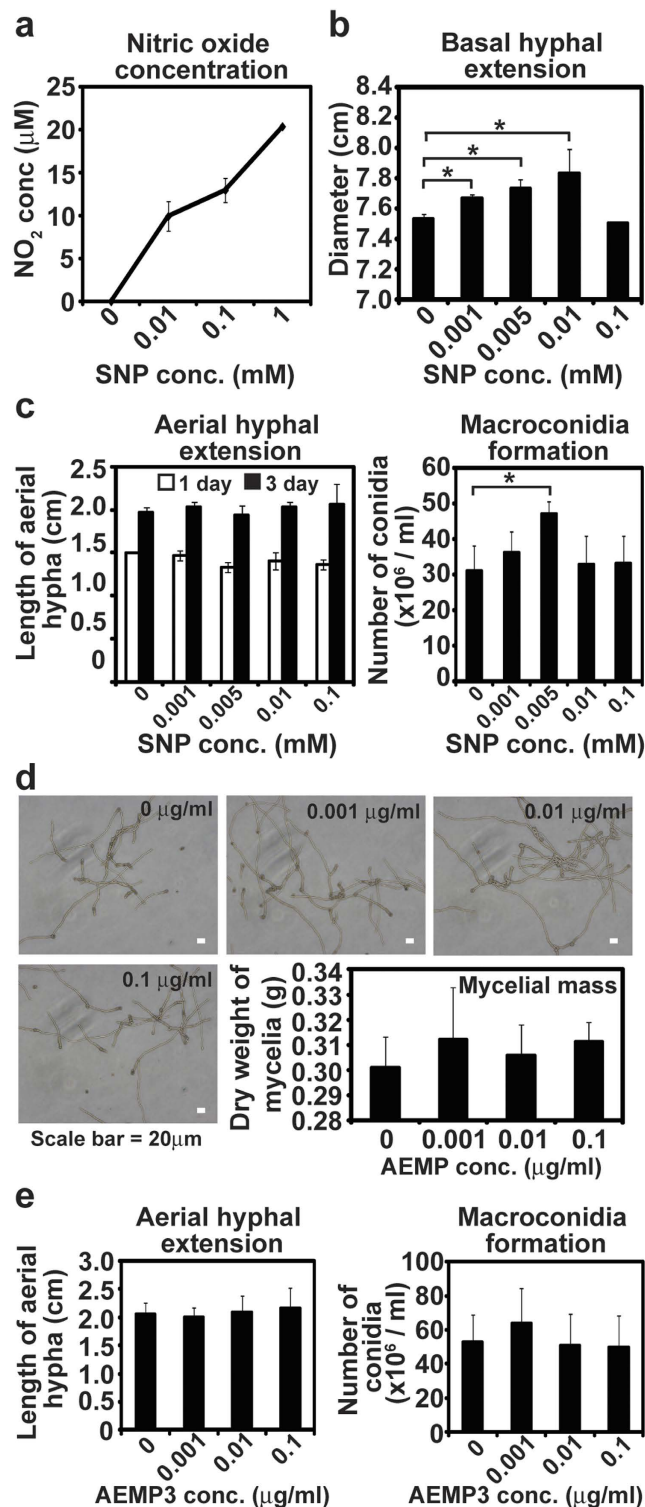 a
Nitric oxide
concentration
NO2 conc (μM)
25
20
15
10
5
0
0
0.01
0.1
1
SNP conc. (mM)
b
Basal hyphal
extension
Diameter (cm)
8.4
8.2
8.0
7.8
7.6
7.4
7.2
7.0
*
*
*
0
0.001
0.005
0.01
0.1
SNP conc. (mM)
c
Aerial hyphal
extension
Length of aerial
hypha (cm)
2.5
2.0
1.5
1.0
0.5
0
1 day
3 day
0
0.001
0.005
0.01
0.1
SNP conc. (mM)
Macroconidia
formation
Number of conidia
(x10⁶ / ml)
60
50
40
30
20
10
0
*
0
0.001
0.005
0.01
0.1
SNP conc. (mM)
d
0 μg/ml
0.001 μg/ml
0.01 μg/ml
0.1 μg/ml
Scale bar = 20μm
Mycelial mass
Dry weight of
mycelia (g)
0.34
0.33
0.32
0.31
0.30
0.29
0.28
0
0.001
0.01
0.1
AEMP conc. (μg/ml)
e
Aerial hyphal
extension
Length of aerial
hypha (cm)
3.0
2.5
2.0
1.5
1.0
0.5
0
0
0.001
0.01
0.1
AEMP3 conc. (μg/ml)
Macroconidia
formation
Number of
conidia
(x10⁶ / ml)
100
80
60
40
20
0
0
0.001
0.01
0.1
AEMP3 conc. (μg/ml)